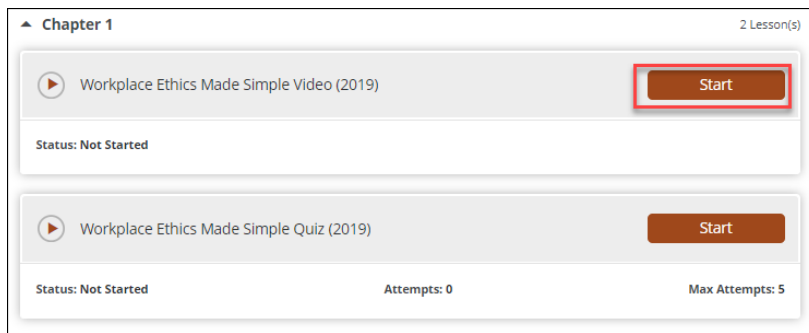 Chapter 1 2 Lesson(s)
Workplace Ethics Made Simple Video (2019) Start
Status: Not Started
Workplace Ethics Made Simple Quiz (2019) Start
Status: Not Started Attempts: 0 Max Attempts: 5